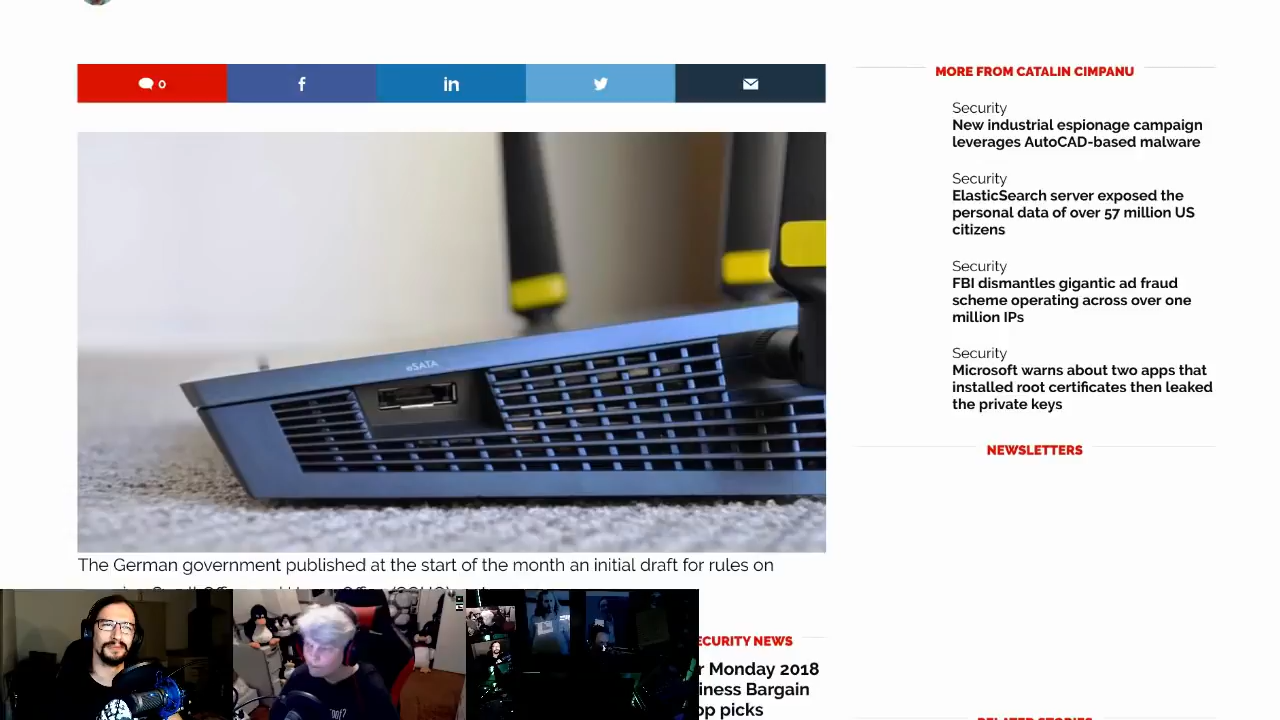 0
MORE FROM CATALIN CIMPANU
Security
New industrial espionage campaign
leverages AutoCAD-based malware
Security
ElasticSearch server exposed the
personal data of over 57 million US
citizens
Security
FBI dismantles gigantic ad fraud
scheme operating across over one
million IPs
Security
Microsoft warns about two apps that
installed root certificates then leaked
the private keys
NEWSLETTERS
eSATA
The German government published at the start of the month an initial draft for rules on
ECURITY NEWS
r Monday 2018
iness Bargain
op picks